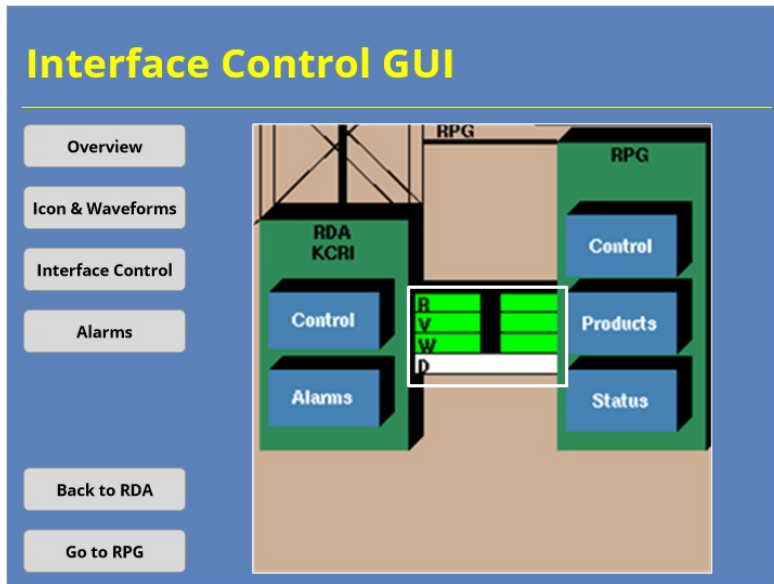 Interface Control GUI
Overview
Icon & Waveforms
Interface Control
Alarms
Back to RDA
Go to RPG
RPG
RDA
KCRI
Control
Alarms
R
V
W
D
RPG
Control
Products
Status